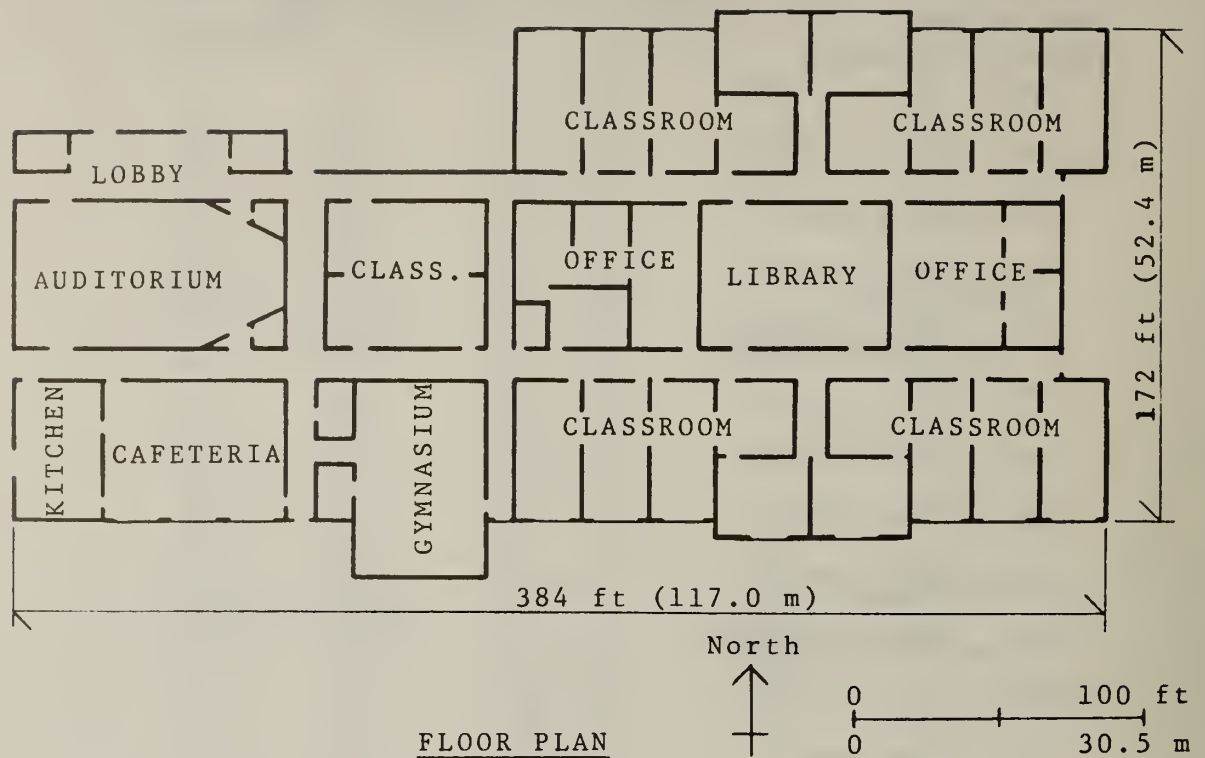 CLASSROOM
CLASSROOM
LOBBY
AUDITORIUM
CLASS.
OFFICE
LIBRARY
OFFICE
172 ft (52.4 m)
KITCHEN
CAFETERIA
GYMNASIUM
CLASSROOM
CLASSROOM
384 ft (117.0 m)
North
0 100 ft
0 30.5 m
FLOOR PLAN